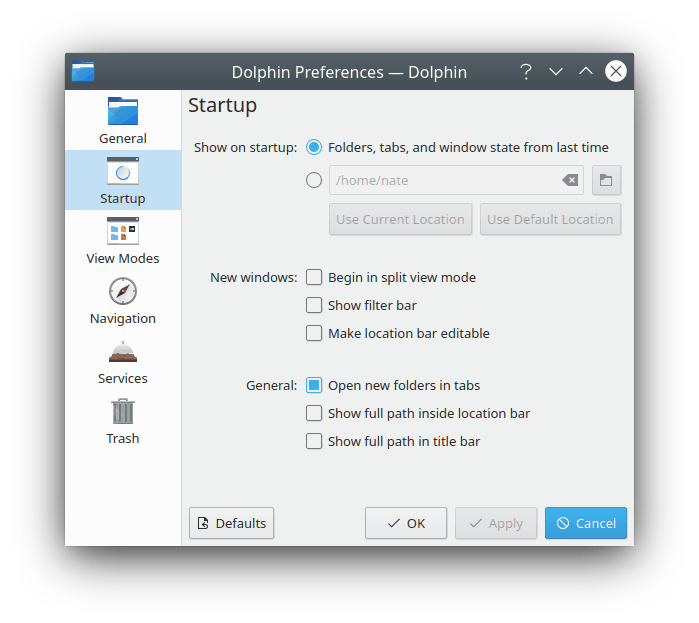 Dolphin Preferences — Dolphin
General
Startup
View Modes
Navigation
Services
Trash
Startup
Show on startup: Folders, tabs, and window state from last time
/home/nate
Use Current Location Use Default Location
New windows: Begin in split view mode
Show filter bar
Make location bar editable
General: Open new folders in tabs
Show full path inside location bar
Show full path in title bar
Defaults OK Apply Cancel